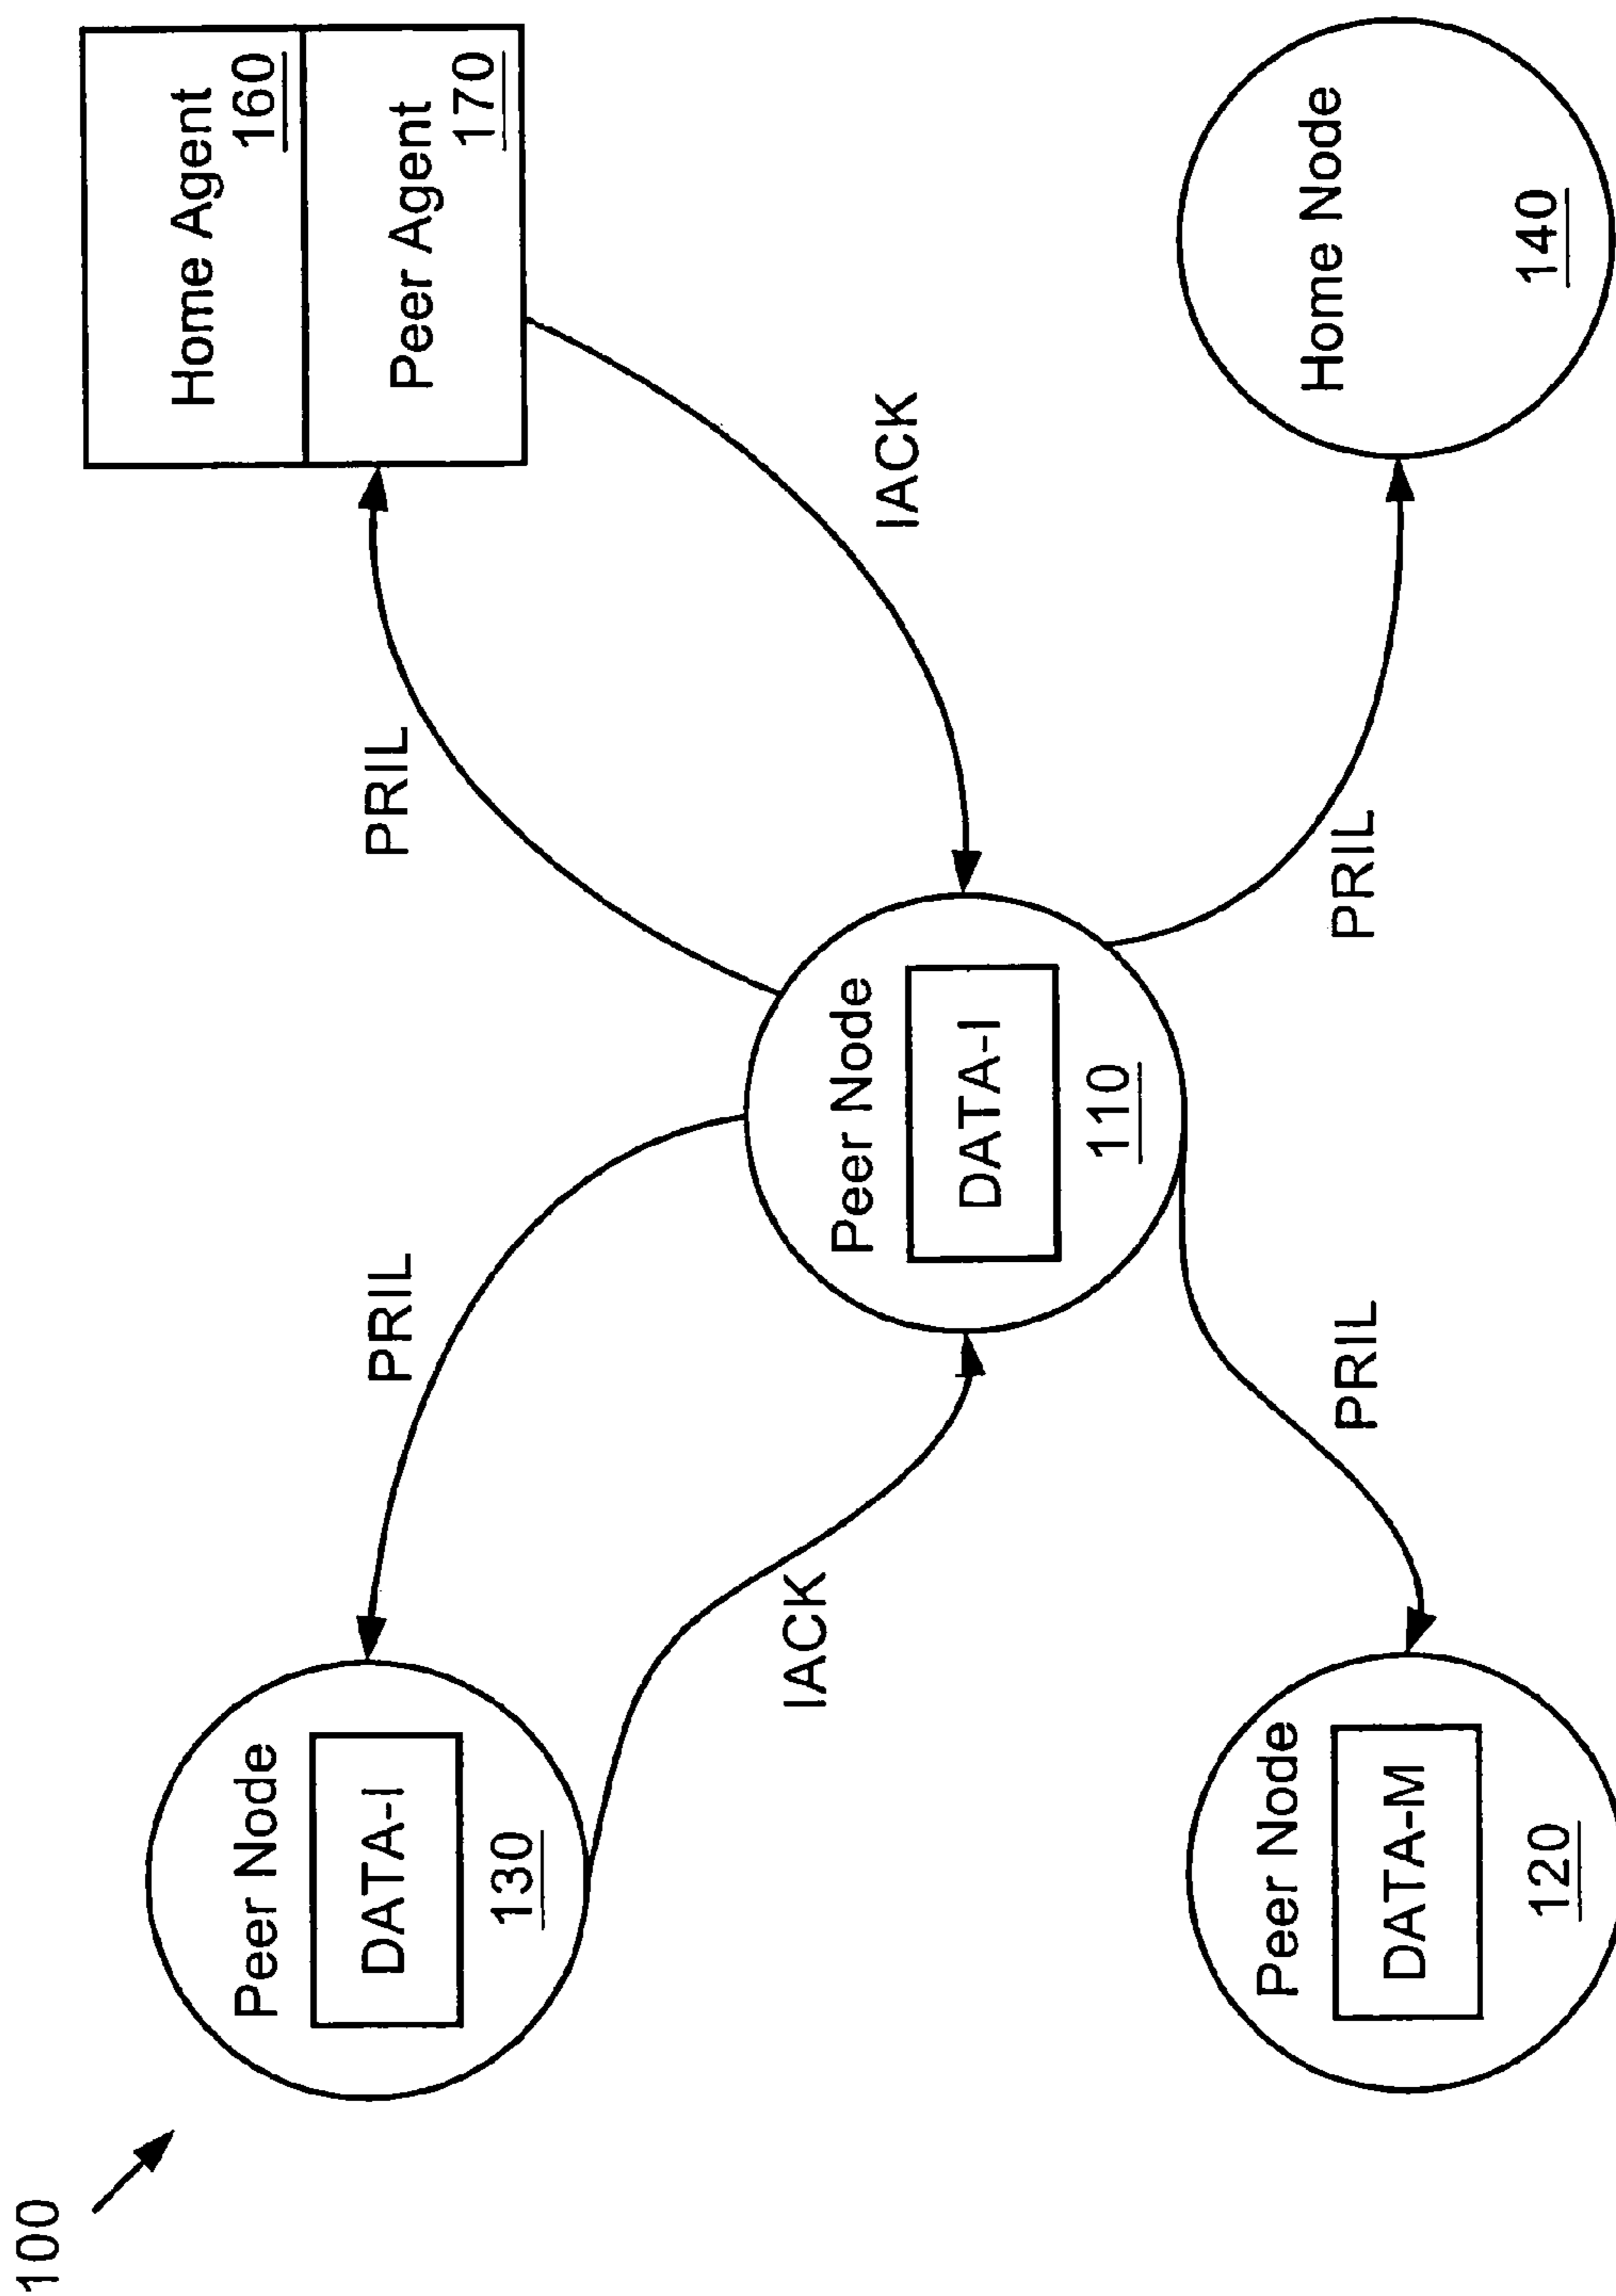 100
Peer Node
DATA-I
130
PRIL
IACK
Peer Node
DATA-I
110
PRIL
IACK
Home Agent
160
Peer Agent
170
Peer Node
DATA-M
120
PRIL
PRIL
Home Node
140